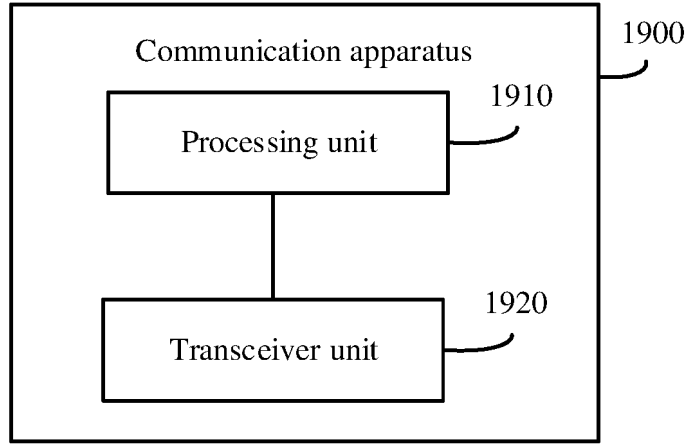 1900
Communication apparatus
1910
Processing unit
1920
Transceiver unit